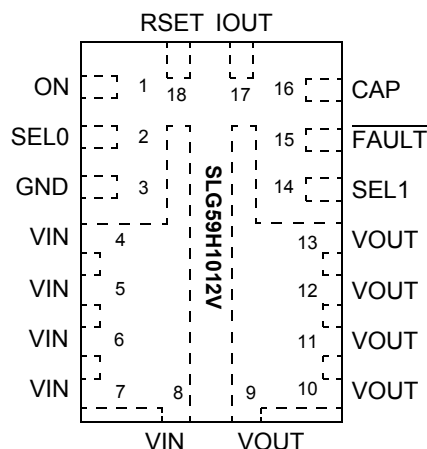 RSET IOUT
ON 1 18 17 16 CAP
SEL0 2 15 FAULT
GND 3 14 SEL1
SLG59H1012V
VIN 4 13 VOUT
VIN 5 12 VOUT
VIN 6 11 VOUT
VIN 7 8 9 10 VOUT
VIN VOUT